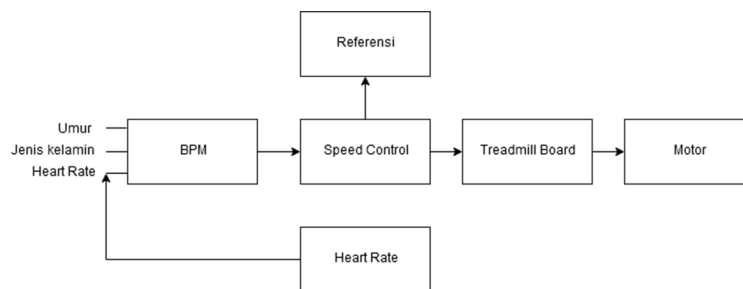 Referensi
Umur
Jenis kelamin
Heart Rate
BPM
Speed Control
Treadmill Board
Motor
Heart Rate